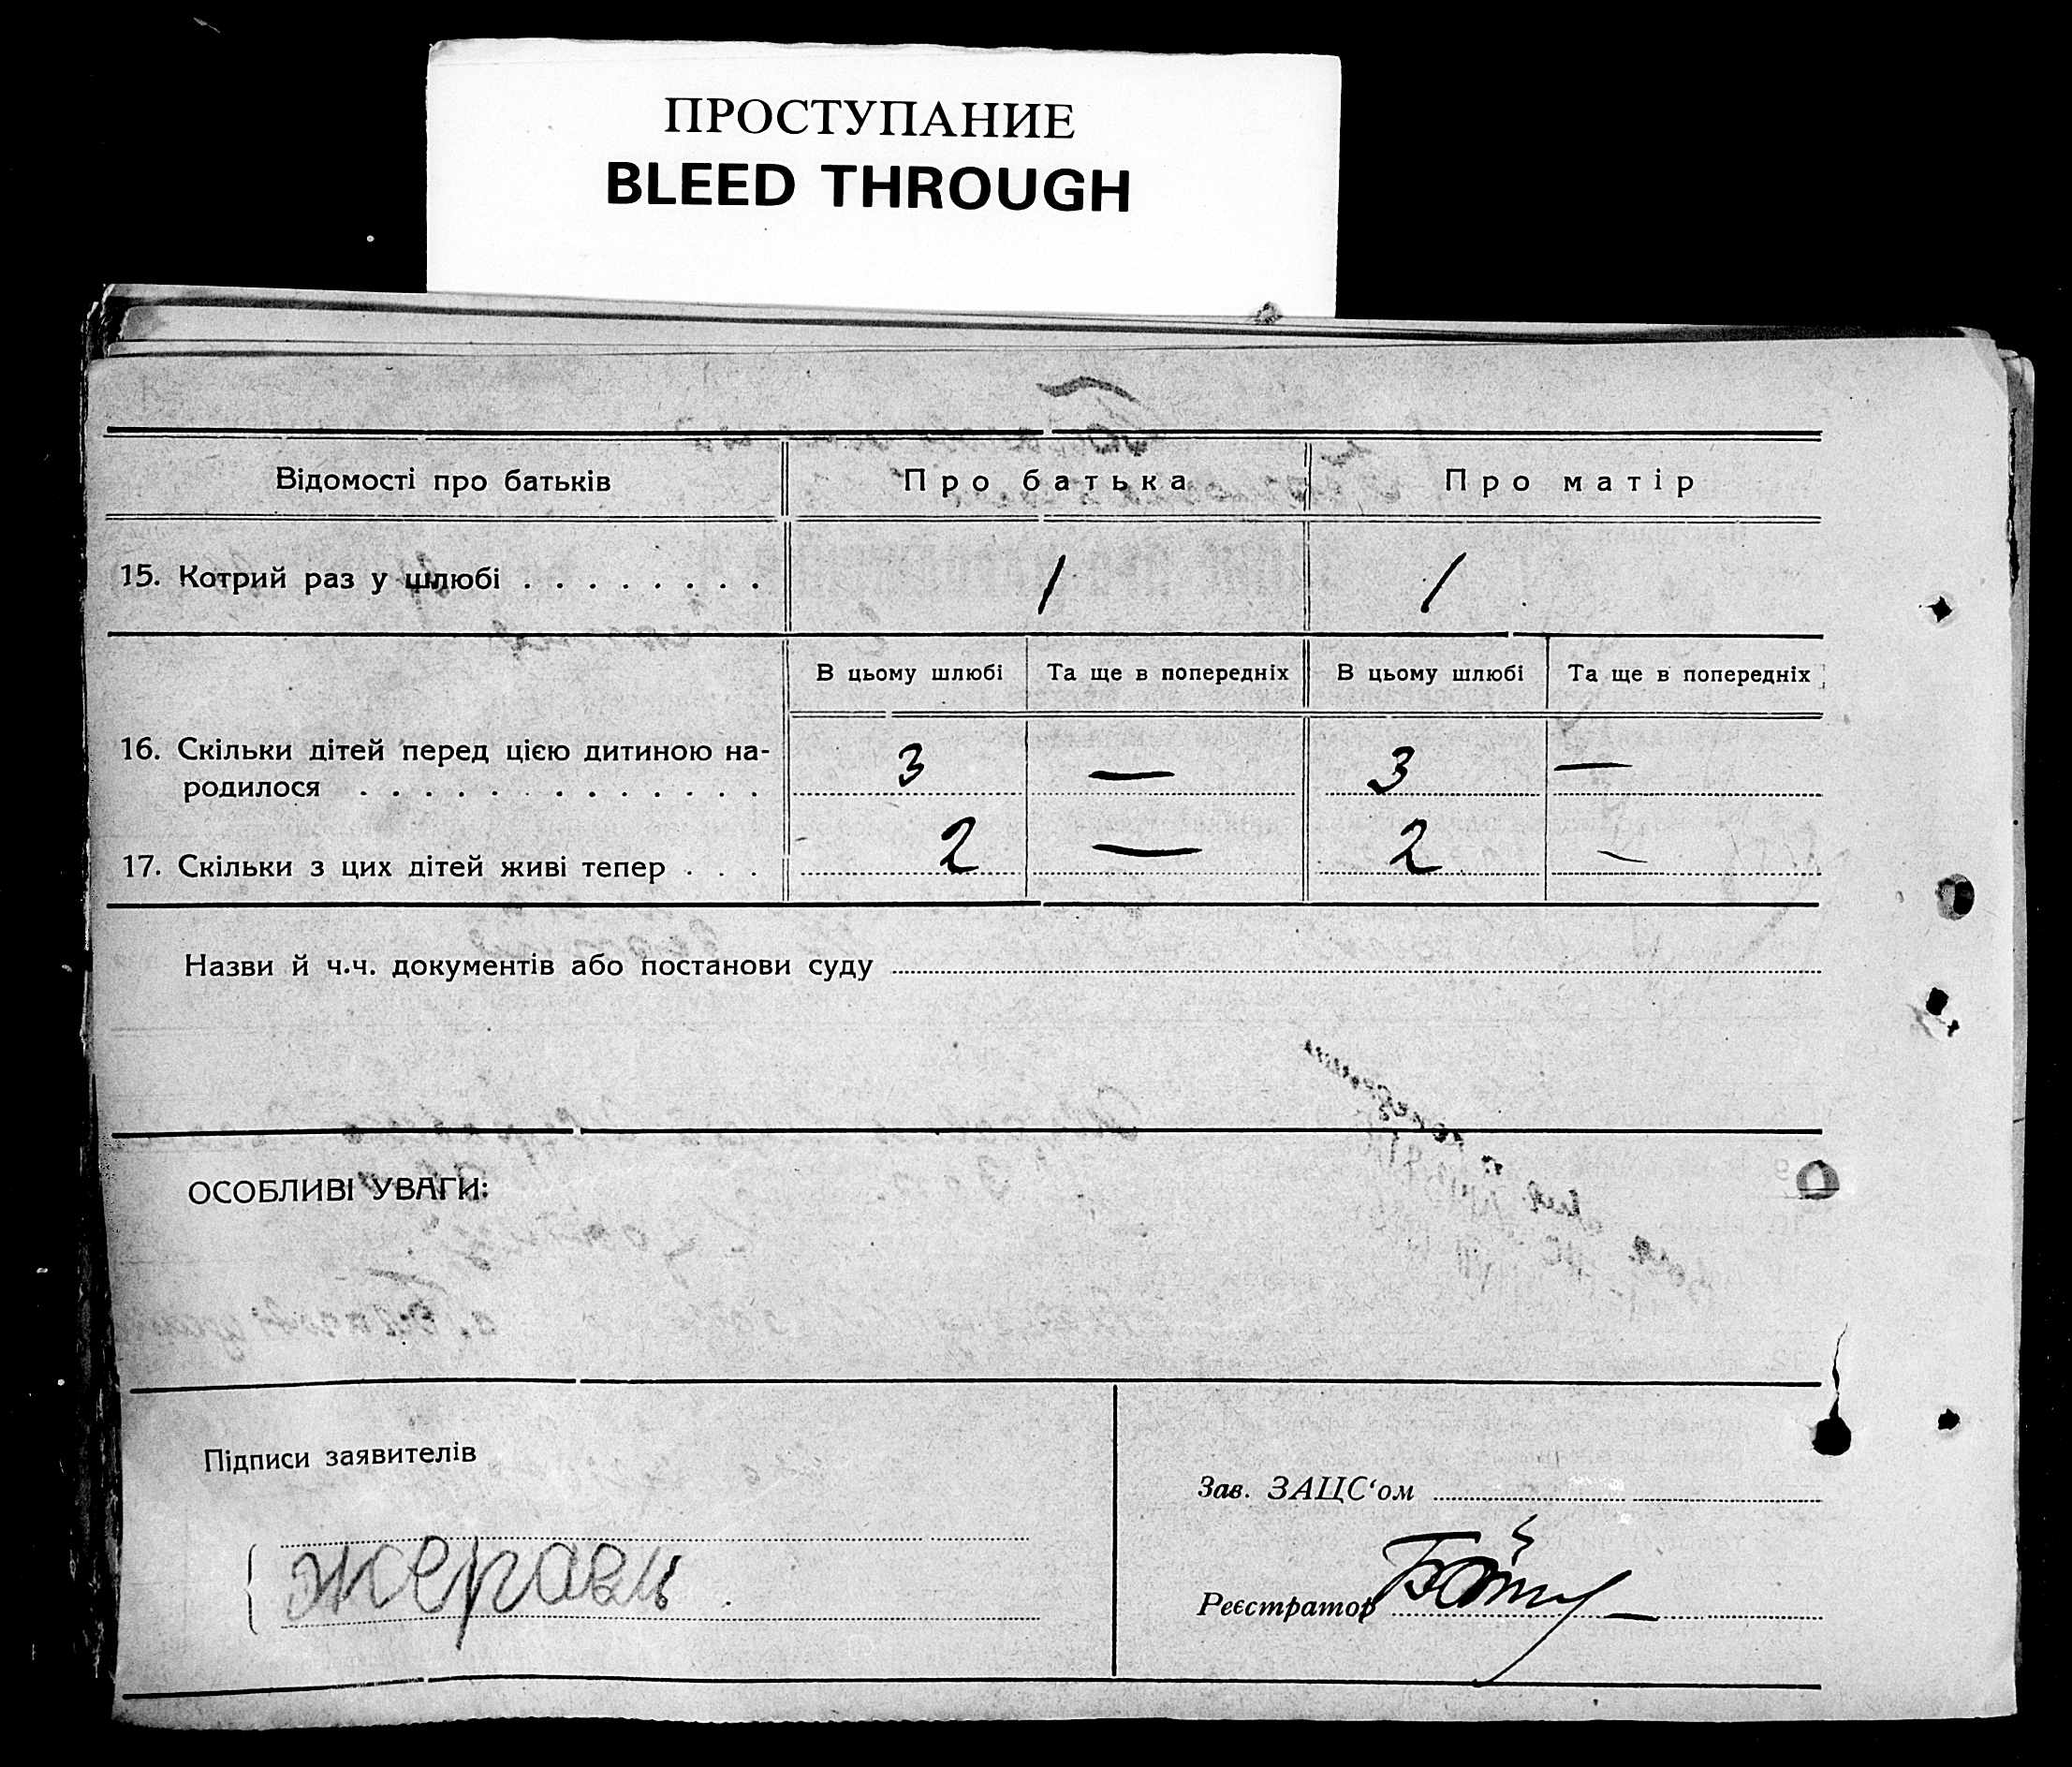 ПРОСТУПАНИЕ
BLEED THROUGH
Відомості про батьків Про батька Про матір
15. Котрий раз у шлюбі . . . . . . . . 1 1
В цьому шлюбі Та ще в попередніх В цьому шлюбі Та ще в попередніх
16. Скільки дітей перед цією дитиною на-
родилося . . . . . . . . . . . . . . 3 — 3 —
17. Скільки з цих дітей живі тепер . . . 2 — 2 —
Назви й ч.ч. документів або постанови суду
ОСОБЛИВІ УВАГИ:
Підписи заявителів
Зав. ЗАЦС‘ом
Реєстратор